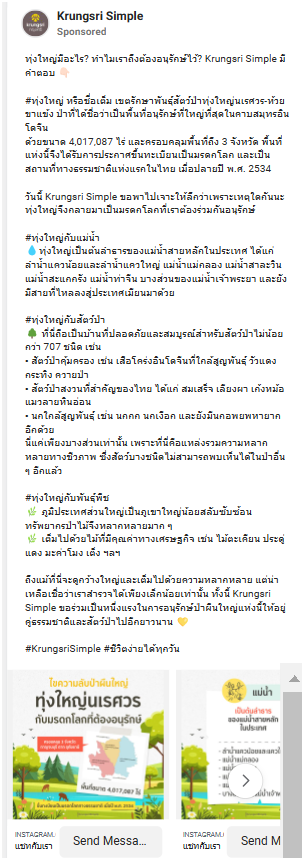 Krungsri Simple
Sponsored
ทุ่งใหญ่มีอะไร? ทำไมเราถึงต้องอนุรักษ์ไว้? Krungsri Simple มี
คำตอบ 👇🏻
#ทุ่งใหญ่ หรือชื่อเต็ม เขตรักษาพันธุ์สัตว์ป่าทุ่งใหญ่นเรศวร-ห้วย
ขาแข้ง ป่าที่ได้ชื่อว่าเป็นพื้นที่อนุรักษ์ที่ใหญ่ที่สุดในคาบสมุทรอิน
โดจีน
ด้วยขนาด 4,017,087 ไร่ และครอบคลุมพื้นที่ถึง 3 จังหวัด พื้นที่
แห่งนี้จึงได้รับการประกาศขึ้นทะเบียนเป็นมรดกโลก และเป็น
สถานที่ทางธรรมชาติแห่งแรกในไทย เมื่อปลายปี พ.ศ. 2534
วันนี้ Krungsri Simple ขอพาไปเจาะให้ลึกว่าเพราะเหตุใดกันนะ
ทุ่งใหญ่จึงกลายมาเป็นมรดกโลกที่เราต้องร่วมกันอนุรักษ์
#ทุ่งใหญ่กับแม่น้ำ
💧 ทุ่งใหญ่เป็นต้นลำธารของแม่น้ำสายหลักในประเทศ ได้แก่
ลำน้ำแควน้อยและลำน้ำแควใหญ่ แม่น้ำแม่กลอง แม่น้ำสาละวิน
แม่น้ำสะแกกรัง แม่น้ำท่าจีน บางส่วนของแม่น้ำเจ้าพระยา และยัง
มีสายที่ไหลลงสู่ประเทศเมียนมาด้วย
#ทุ่งใหญ่กับสัตว์ป่า
🌳 ที่นี่ถือเป็นบ้านที่ปลอดภัยและสมบูรณ์สำหรับสัตว์ป่าไม่น้อย
กว่า 707 ชนิด เช่น
• สัตว์ป่าคุ้มครอง เช่น เสือโคร่งอินโดจีนที่ใกล้สูญพันธุ์ วัวแดง
กระทิง ควายป่า
• สัตว์ป่าสงวนที่สำคัญของไทย ได้แก่ สมเสร็จ เลียงผา เก้งหม้อ
แมวลายหินอ่อน
• นกใกล้สูญพันธุ์ เช่น นกกก นกเงือก และยังมีนกอพยพหายาก
อีกด้วย
นี่แค่เพียงบางส่วนเท่านั้น เพราะที่นี่คือแหล่งรวมความหลาก
หลายทางชีวภาพ ซึ่งสัตว์บางชนิดไม่สามารถพบเห็นได้ในป่าอื่น
ๆ อีกแล้ว
#ทุ่งใหญ่กับพันธุ์พืช
🌿 ภูมิประเทศส่วนใหญ่เป็นภูเขาใหญ่น้อยสลับซับซ้อน
ทรัพยากรป่าไม้จึงหลากหลายมาก ๆ
🌿 เต็มไปด้วยไม้ที่มีคุณค่าทางเศรษฐกิจ เช่น ไม้ตะเคียน ประดู่
แดง มะค่าโมง เต็ง ฯลฯ
ถึงแม้ที่นี่จะดูกว้างใหญ่และเต็มไปด้วยความหลากหลาย แต่น่า
เหลือเชื่อว่าเราสำรวจได้เพียงเล็กน้อยเท่านั้น ทั้งนี้ Krungsri
Simple ขอร่วมเป็นหนึ่งแรงในการอนุรักษ์ป่าผืนใหญ่แห่งนี้ให้อยู่
คู่ธรรมชาติและสัตว์ป่าไปอีกยาวนาน 💛
#KrungsriSimple #ชีวิตง่ายได้ทุกวัน
ไขความลับป่าผืนใหญ่
ทุ่งใหญ่นเรศวร
กับมรดกโลกที่ต้องอนุรักษ์
พื้นที่ขนาด 4,017,087 ไร่
แม่น้ำ
เป็นต้นลำธาร
ของแม่น้ำสายหลัก
ในประเทศ
INSTAGRAM.
แชทกับเรา
Send Messa...
INSTAGRAM.
แชทกับเรา
Send M